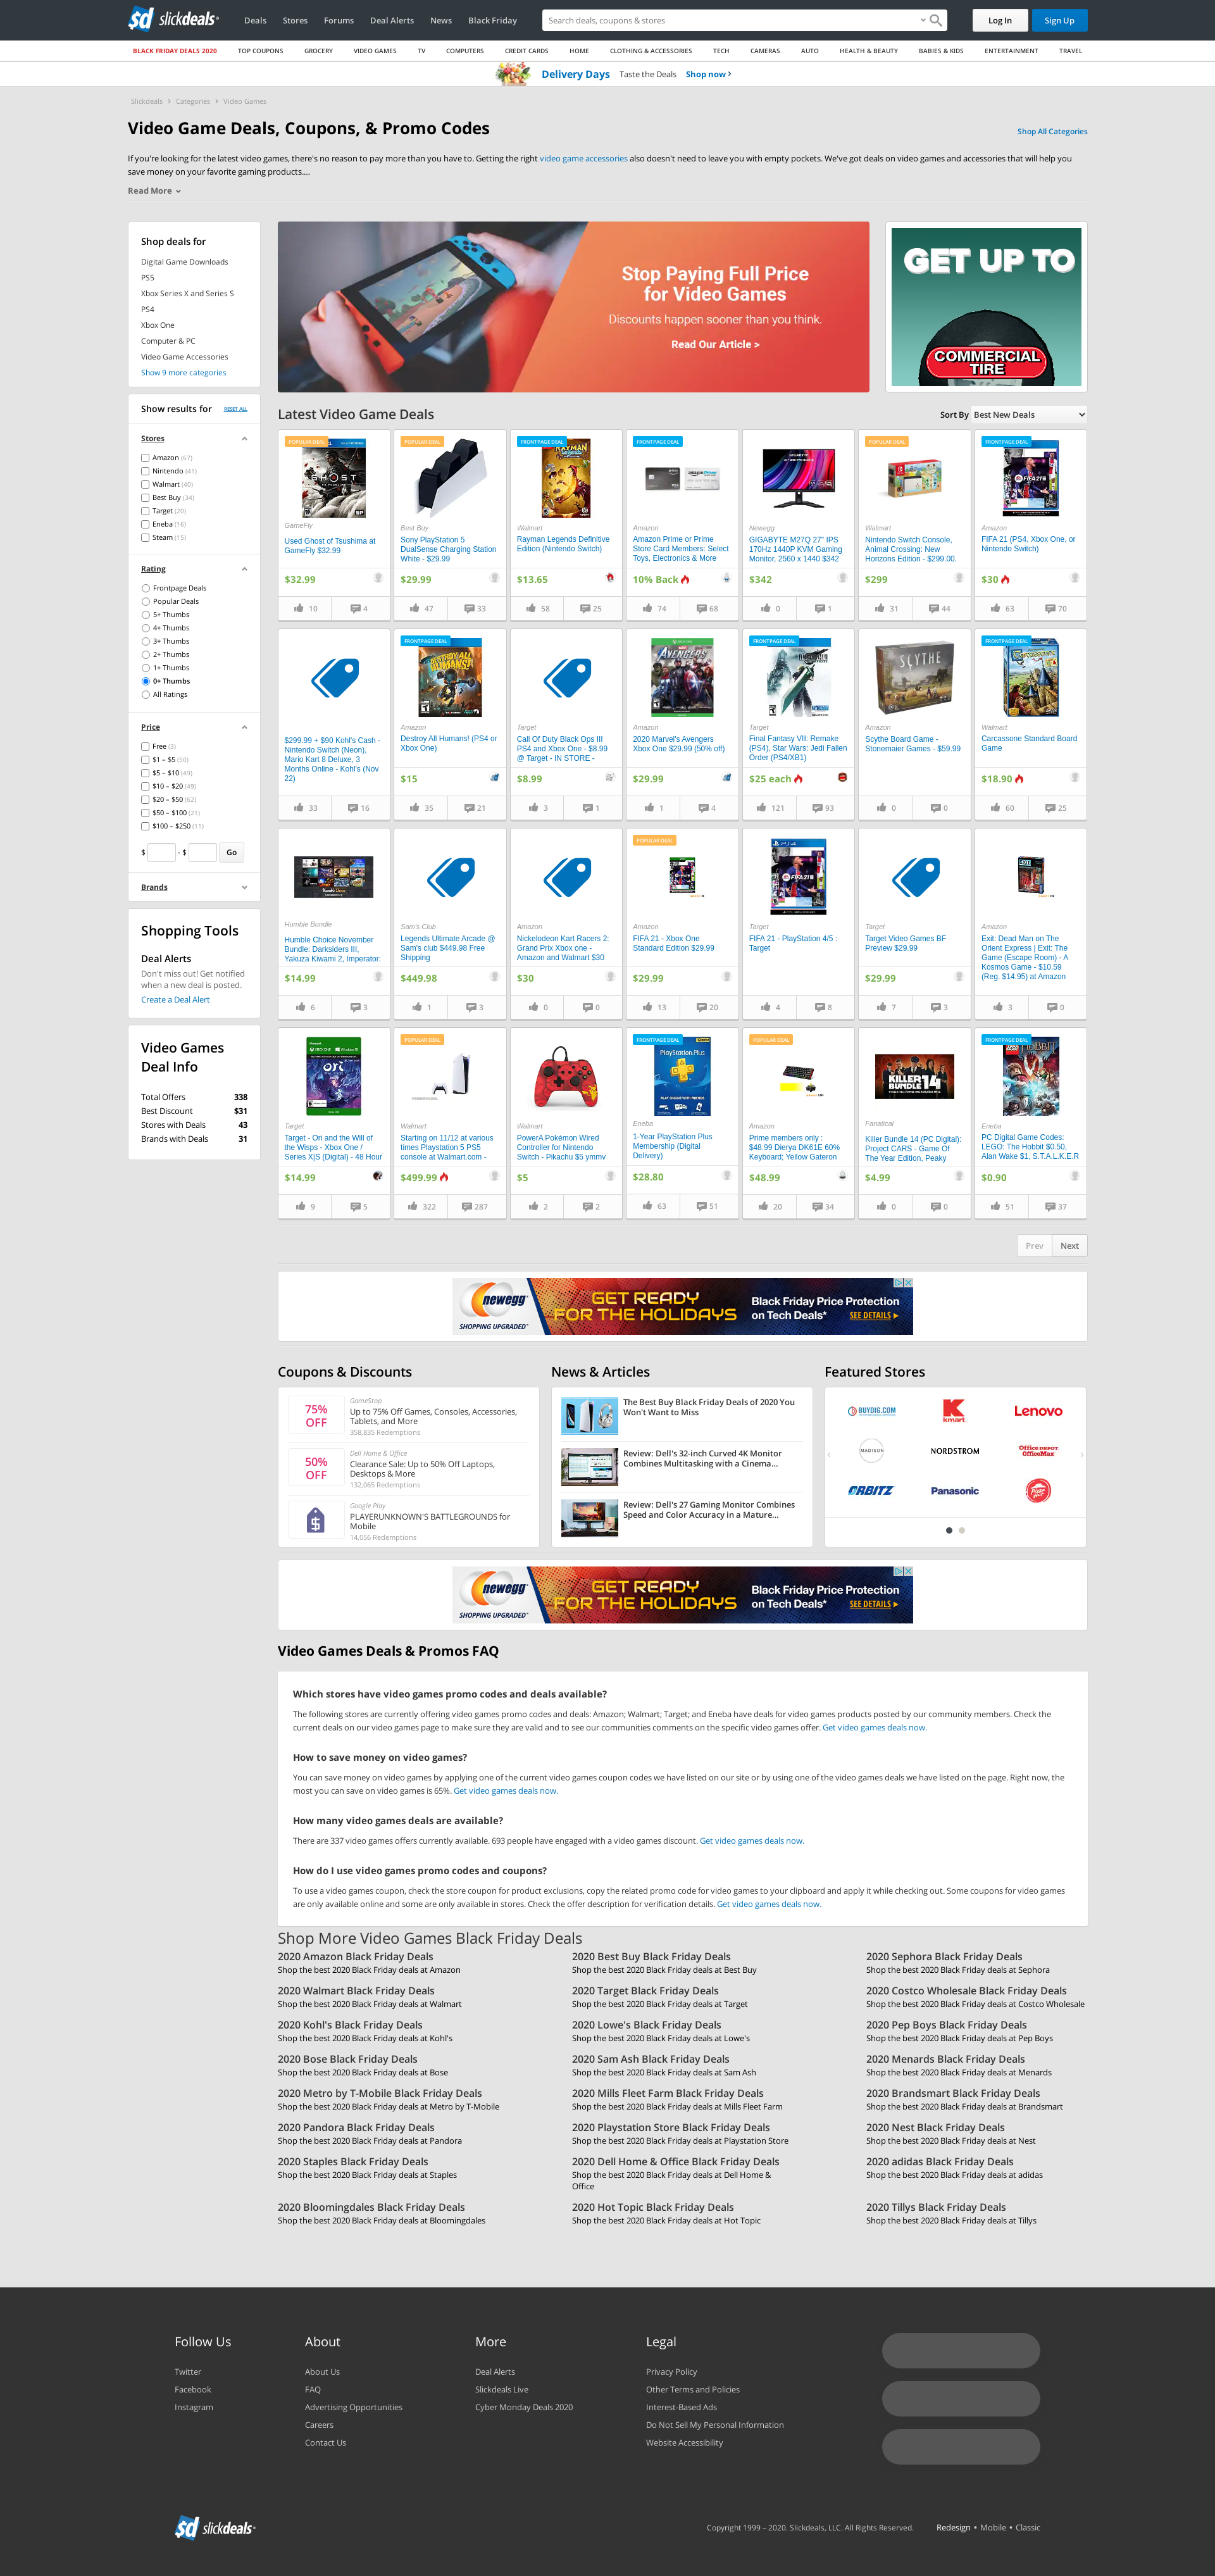 slickdeals
Deals Stores Forums Deal Alerts News Black Friday
Search deals, coupons & stores
Log In Sign Up
BLACK FRIDAY DEALS 2020 TOP COUPONS GROCERY VIDEO GAMES TV COMPUTERS CREDIT CARDS HOME CLOTHING & ACCESSORIES TECH CAMERAS AUTO HEALTH & BEAUTY BABIES & KIDS ENTERTAINMENT TRAVEL
Delivery Days Taste the Deals Shop now ›
Slickdeals › Categories › Video Games
Video Game Deals, Coupons, & Promo Codes
Shop All Categories
If you're looking for the latest video games, there's no reason to pay more than you have to. Getting the right video game accessories also doesn't need to leave you with empty pockets. We've got deals on video games and accessories that will help you
save money on your favorite gaming products....
Read More
Shop deals for
Digital Game Downloads
PS5
Xbox Series X and Series S
PS4
Xbox One
Computer & PC
Video Game Accessories
Show 9 more categories
Show results for RESET ALL
Stores
Amazon (67)
Nintendo (41)
Walmart (40)
Best Buy (34)
Target (20)
Eneba (16)
Steam (15)
Rating
Frontpage Deals
Popular Deals
5+ Thumbs
4+ Thumbs
3+ Thumbs
2+ Thumbs
1+ Thumbs
0+ Thumbs
All Ratings
Price
Free (3)
$1 – $5 (50)
$5 – $10 (49)
$10 – $20 (49)
$20 – $50 (62)
$50 – $100 (21)
$100 – $250 (11)
$ - $ Go
Brands
Shopping Tools
Deal Alerts
Don't miss out! Get notified
when a new deal is posted.
Create a Deal Alert
Video Games
Deal Info
Total Offers 338
Best Discount $31
Stores with Deals 43
Brands with Deals 31
Stop Paying Full Price
for Video Games
Discounts happen sooner than you think.
Read Our Article >
GET UP TO
COMMERCIAL
TIRE
Latest Video Game Deals
Sort By Best New Deals
POPULAR DEAL
GameFly
Used Ghost of Tsushima at
GameFly $32.99
$32.99
10 4
POPULAR DEAL
Best Buy
Sony PlayStation 5
DualSense Charging Station
White - $29.99
$29.99
47 33
FRONTPAGE DEAL
Walmart
Rayman Legends Definitive
Edition (Nintendo Switch)
$13.65
58 25
FRONTPAGE DEAL
Amazon
Amazon Prime or Prime
Store Card Members: Select
Toys, Electronics & More
10% Back
74 68
Newegg
GIGABYTE M27Q 27" IPS
170Hz 1440P KVM Gaming
Monitor, 2560 x 1440 $342
$342
0 1
POPULAR DEAL
Walmart
Nintendo Switch Console,
Animal Crossing: New
Horizons Edition - $299.00.
$299
31 44
FRONTPAGE DEAL
Amazon
FIFA 21 (PS4, Xbox One, or
Nintendo Switch)
$30
63 70
$299.99 + $90 Kohl's Cash -
Nintendo Switch (Neon),
Mario Kart 8 Deluxe, 3
Months Online - Kohl's (Nov
22)
33 16
FRONTPAGE DEAL
Amazon
Destroy All Humans! (PS4 or
Xbox One)
$15
35 21
Target
Call Of Duty Black Ops III
PS4 and Xbox One - $8.99
@ Target - IN STORE -
$8.99
3 1
AVENGERS
Amazon
2020 Marvel's Avengers
Xbox One $29.99 (50% off)
$29.99
1 4
FRONTPAGE DEAL
Target
Final Fantasy VII: Remake
(PS4), Star Wars: Jedi Fallen
Order (PS4/XB1)
$25 each
121 93
SCYTHE
Amazon
Scythe Board Game -
Stonemaier Games - $59.99
0 0
FRONTPAGE DEAL
Walmart
Carcassone Standard Board
Game
$18.90
60 25
Humble Bundle
Humble Choice November
Bundle: Darksiders III,
Yakuza Kiwami 2, Imperator:
$14.99
6 3
Sam's Club
Legends Ultimate Arcade @
Sam's club $449.98 Free
Shipping
$449.98
1 3
Amazon
Nickelodeon Kart Racers 2:
Grand Prix Xbox one -
Amazon and Walmart $30
$30
0 0
POPULAR DEAL
Amazon
FIFA 21 - Xbox One
Standard Edition $29.99
$29.99
13 20
Target
FIFA 21 - PlayStation 4/5 :
Target
4 8
Target
Target Video Games BF
Preview $29.99
$29.99
7 3
Amazon
Exit: Dead Man on The
Orient Express | Exit: The
Game (Escape Room) - A
Kosmos Game - $10.59
(Reg. $14.95) at Amazon
3 0
Target
Target - Ori and the Will of
the Wisps - Xbox One /
Series X|S (Digital) - 48 Hour
$14.99
9 5
POPULAR DEAL
Walmart
Starting on 11/12 at various
times Playstation 5 PS5
console at Walmart.com -
$499.99
322 287
Walmart
PowerA Pokémon Wired
Controller for Nintendo
Switch - Pikachu $5 ymmv
$5
2 2
FRONTPAGE DEAL
PlayStation Plus
Eneba
1-Year PlayStation Plus
Membership (Digital
Delivery)
$28.80
63 51
POPULAR DEAL
Amazon
Prime members only :
$48.99 Dierya DK61E 60%
Keyboard; Yellow Gateron
$48.99
20 34
KILLER BUNDLE 14
Fanatical
Killer Bundle 14 (PC Digital):
Project CARS - Game Of
The Year Edition, Peaky
$4.99
0 0
FRONTPAGE DEAL
Eneba
PC Digital Game Codes:
LEGO: The Hobbit $0.50,
Alan Wake $1, S.T.A.L.K.E.R
$0.90
51 37
Prev Next
newegg
SHOPPING UPGRADED
GET READY
FOR THE HOLIDAYS
Black Friday Price Protection
on Tech Deals* SEE DETAILS
Coupons & Discounts
75%
OFF
GameStop
Up to 75% Off Games, Consoles, Accessories,
Tablets, and More
358,835 Redemptions
50%
OFF
Dell Home & Office
Clearance Sale: Up to 50% Off Laptops,
Desktops & More
132,065 Redemptions
Google Play
PLAYERUNKNOWN'S BATTLEGROUNDS for
Mobile
14,056 Redemptions
News & Articles
The Best Buy Black Friday Deals of 2020 You
Won't Want to Miss
Review: Dell's 32-inch Curved 4K Monitor
Combines Multitasking with a Cinema...
Review: Dell's 27 Gaming Monitor Combines
Speed and Color Accuracy in a Mature...
Featured Stores
BUYDIG.COM kmart Lenovo
MADISON NORDSTROM Office DEPOT OfficeMax
ORBITZ Panasonic Pizza Hut
newegg
SHOPPING UPGRADED
GET READY
FOR THE HOLIDAYS
Black Friday Price Protection
on Tech Deals* SEE DETAILS
Video Games Deals & Promos FAQ
Which stores have video games promo codes and deals available?
The following stores are currently offering video games promo codes and deals: Amazon; Walmart; Target; and Eneba have deals for video games products posted by our community members. Check the
current deals on our video games page to make sure they are valid and to see our communities comments on the specific video games offer. Get video games deals now.
How to save money on video games?
You can save money on video games by applying one of the current video games coupon codes we have listed on our site or by using one of the video games deals we have listed on the page. Right now, the
most you can save on video games is 65%. Get video games deals now.
How many video games deals are available?
There are 337 video games offers currently available. 693 people have engaged with a video games discount. Get video games deals now.
How do I use video games promo codes and coupons?
To use a video games coupon, check the store coupon for product exclusions, copy the related promo code for video games to your clipboard and apply it while checking out. Some coupons for video games
are only available online and some are only available in stores. Check the offer description for verification details. Get video games deals now.
Shop More Video Games Black Friday Deals
2020 Amazon Black Friday Deals
Shop the best 2020 Black Friday deals at Amazon
2020 Best Buy Black Friday Deals
Shop the best 2020 Black Friday deals at Best Buy
2020 Sephora Black Friday Deals
Shop the best 2020 Black Friday deals at Sephora
2020 Walmart Black Friday Deals
Shop the best 2020 Black Friday deals at Walmart
2020 Target Black Friday Deals
Shop the best 2020 Black Friday deals at Target
2020 Costco Wholesale Black Friday Deals
Shop the best 2020 Black Friday deals at Costco Wholesale
2020 Kohl's Black Friday Deals
Shop the best 2020 Black Friday deals at Kohl's
2020 Lowe's Black Friday Deals
Shop the best 2020 Black Friday deals at Lowe's
2020 Pep Boys Black Friday Deals
Shop the best 2020 Black Friday deals at Pep Boys
2020 Bose Black Friday Deals
Shop the best 2020 Black Friday deals at Bose
2020 Sam Ash Black Friday Deals
Shop the best 2020 Black Friday deals at Sam Ash
2020 Menards Black Friday Deals
Shop the best 2020 Black Friday deals at Menards
2020 Metro by T-Mobile Black Friday Deals
Shop the best 2020 Black Friday deals at Metro by T-Mobile
2020 Mills Fleet Farm Black Friday Deals
Shop the best 2020 Black Friday deals at Mills Fleet Farm
2020 Brandsmart Black Friday Deals
Shop the best 2020 Black Friday deals at Brandsmart
2020 Pandora Black Friday Deals
Shop the best 2020 Black Friday deals at Pandora
2020 Playstation Store Black Friday Deals
Shop the best 2020 Black Friday deals at Playstation Store
2020 Nest Black Friday Deals
Shop the best 2020 Black Friday deals at Nest
2020 Staples Black Friday Deals
Shop the best 2020 Black Friday deals at Staples
2020 Dell Home & Office Black Friday Deals
Shop the best 2020 Black Friday deals at Dell Home &
Office
2020 adidas Black Friday Deals
Shop the best 2020 Black Friday deals at adidas
2020 Bloomingdales Black Friday Deals
Shop the best 2020 Black Friday deals at Bloomingdales
2020 Hot Topic Black Friday Deals
Shop the best 2020 Black Friday deals at Hot Topic
2020 Tillys Black Friday Deals
Shop the best 2020 Black Friday deals at Tillys
Follow Us
Twitter
Facebook
Instagram
About
About Us
FAQ
Advertising Opportunities
Careers
Contact Us
More
Deal Alerts
Slickdeals Live
Cyber Monday Deals 2020
Legal
Privacy Policy
Other Terms and Policies
Interest-Based Ads
Do Not Sell My Personal Information
Website Accessibility
slickdeals
Copyright 1999 – 2020. Slickdeals, LLC. All Rights Reserved. Redesign • Mobile • Classic